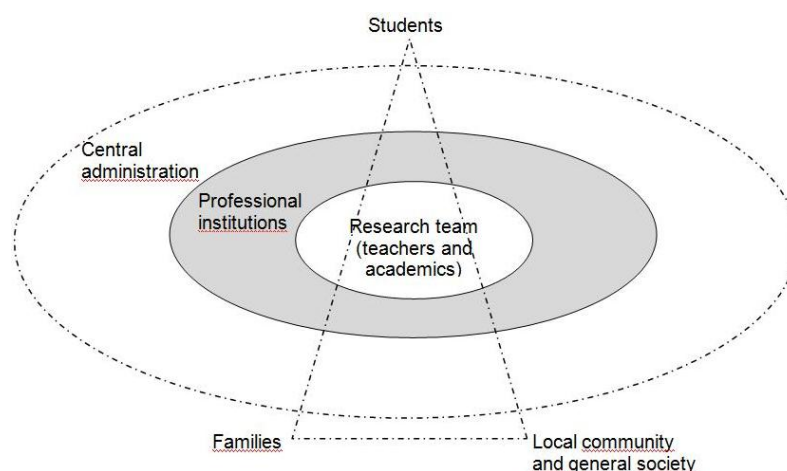 Students
Central
administration
Professional
institutions
Research team
(teachers and
academics)
Families
Local community
and general society